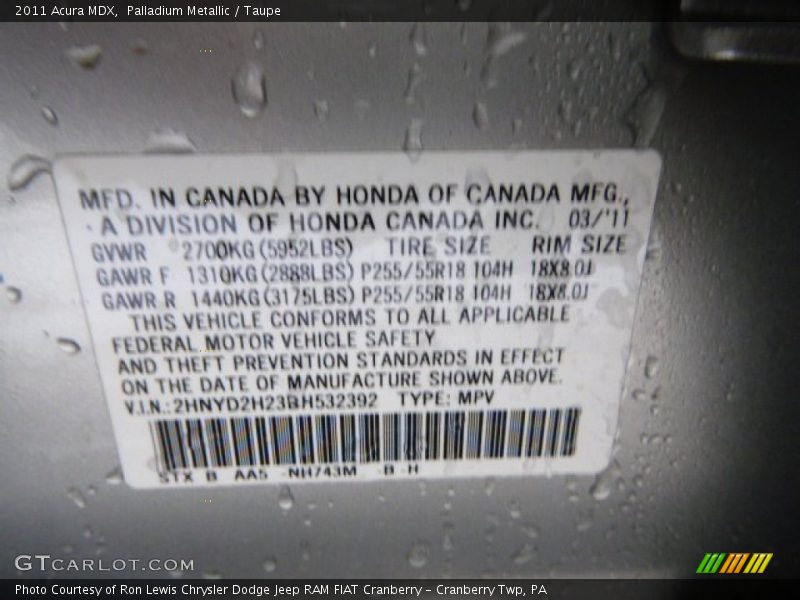 2011 Acura MDX, Palladium Metallic / Taupe
MFD. IN CANADA BY HONDA OF CANADA MFG.,
A DIVISION OF HONDA CANADA INC. 03/'11
GVWR 2700KG(5952LBS) TIRE SIZE RIM SIZE
GAWR F 1310KG(2888LBS) P255/55R18 104H 18X8.0J
GAWR R 1440KG(3175LBS) P255/55R18 104H 18X8.0J
THIS VEHICLE CONFORMS TO ALL APPLICABLE
FEDERAL MOTOR VEHICLE SAFETY
AND THEFT PREVENTION STANDARDS IN EFFECT
ON THE DATE OF MANUFACTURE SHOWN ABOVE.
V.I.N.: 2HNYD2H23BH532392 TYPE: MPV
STX B AA5 NH743M B H
GTCARLOT.COM
Photo Courtesy of Ron Lewis Chrysler Dodge Jeep RAM FIAT Cranberry – Cranberry Twp, PA